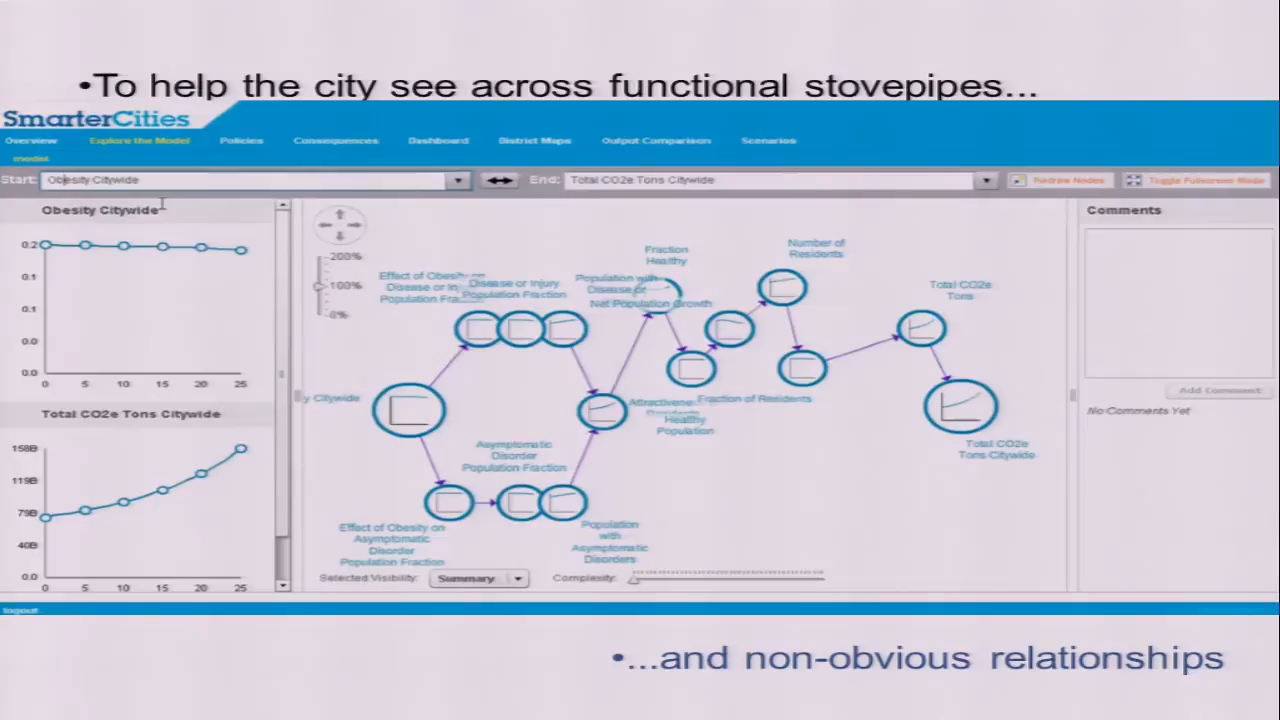 •To help the city see across functional stovepipes...
SmarterCities
Overview Explore the Model Policies Consequences Dashboard District Maps Output Comparison Scenarios
model
Start: Obesity Citywide End: Total CO2e Tons Citywide Redraw Nodes Toggle Fullscreen Mode
Obesity Citywide
0.2
0.1
0.1
0.0
0.0
0 5 10 15 20 25
Total CO2e Tons Citywide
158B
119B
79B
40B
0.0
0 5 10 15 20 25
200%
100%
0%
Effect of Obesity on
Disease or
Population
Disease or Injury
Population Fraction
Population with
Disease or
Fraction
Healthy
Net Population Growth
Number of
Residents
Total CO2e
Tons
y Citywide
Asymptomatic
Disorder
Population Fraction
Residents
Healthy
Population
Fraction of Residents
Total CO2e
Tons Citywide
Effect of Obesity on
Asymptomatic
Disorder
Population Fraction
Population
with
Asymptomatic
Disorders
Selected Visibility: Summary Complexity:
Comments
Add Comment
No Comments Yet
logout
•...and non-obvious relationships